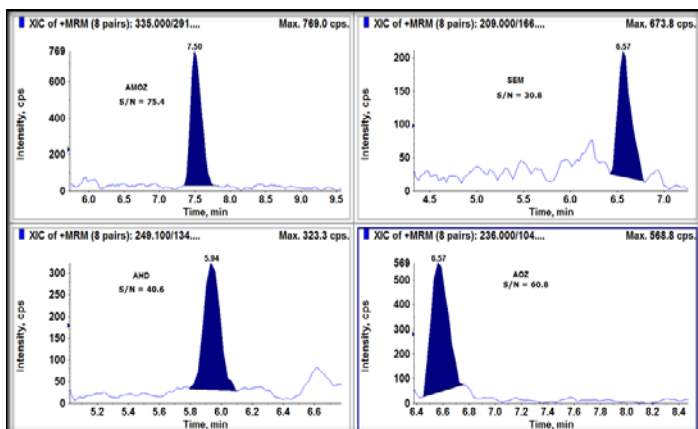 XIC of +MRM (8 pairs): 335.000/291.... Max. 769.0 cps.
769
7.50
AMOZ
S/N = 75.4
600
400
200
0
Intensity, cps
6.0 6.5 7.0 7.5 8.0 8.5 9.0 9.5
Time, min
XIC of +MRM (8 pairs): 209.000/166.... Max. 673.8 cps.
6.57
200
SEM
S/N = 30.8
150
100
50
0
Intensity, cps
4.5 5.0 5.5 6.0 6.5 7.0
Time, min
XIC of +MRM (8 pairs): 249.100/134.... Max. 323.3 cps.
5.94
300
AHD
S/N = 40.6
250
200
150
100
50
0
Intensity, cps
5.2 5.4 5.6 5.8 6.0 6.2 6.4 6.6
Time, min
XIC of +MRM (8 pairs): 236.000/104.... Max. 568.8 cps.
569
6.57
AOZ
S/N = 60.8
500
400
300
200
100
0
Intensity, cps
6.4 6.6 6.8 7.0 7.2 7.4 7.6 7.8 8.0 8.2 8.4
Time, min